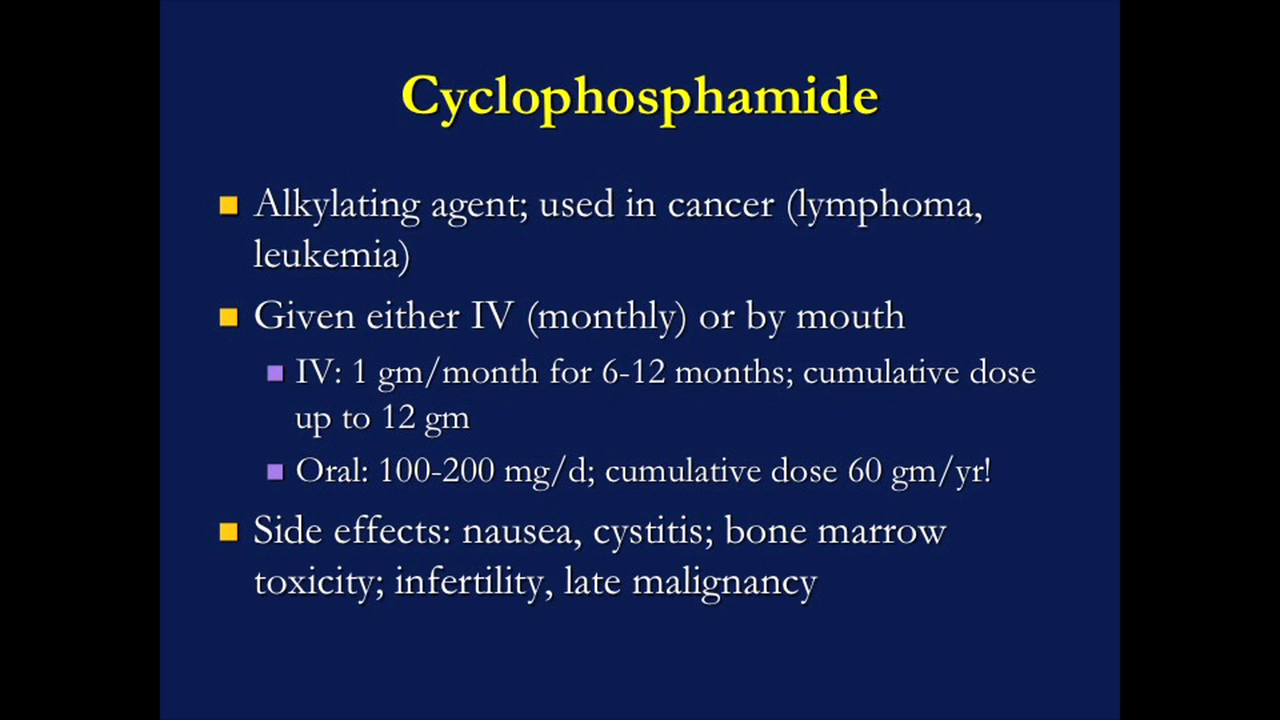 Cyclophosphamide
Alkylating agent; used in cancer (lymphoma,
leukemia)
Given either IV (monthly) or by mouth
IV: 1 gm/month for 6-12 months; cumulative dose
up to 12 gm
Oral: 100-200 mg/d; cumulative dose 60 gm/yr!
Side effects: nausea, cystitis; bone marrow
toxicity; infertility, late malignancy